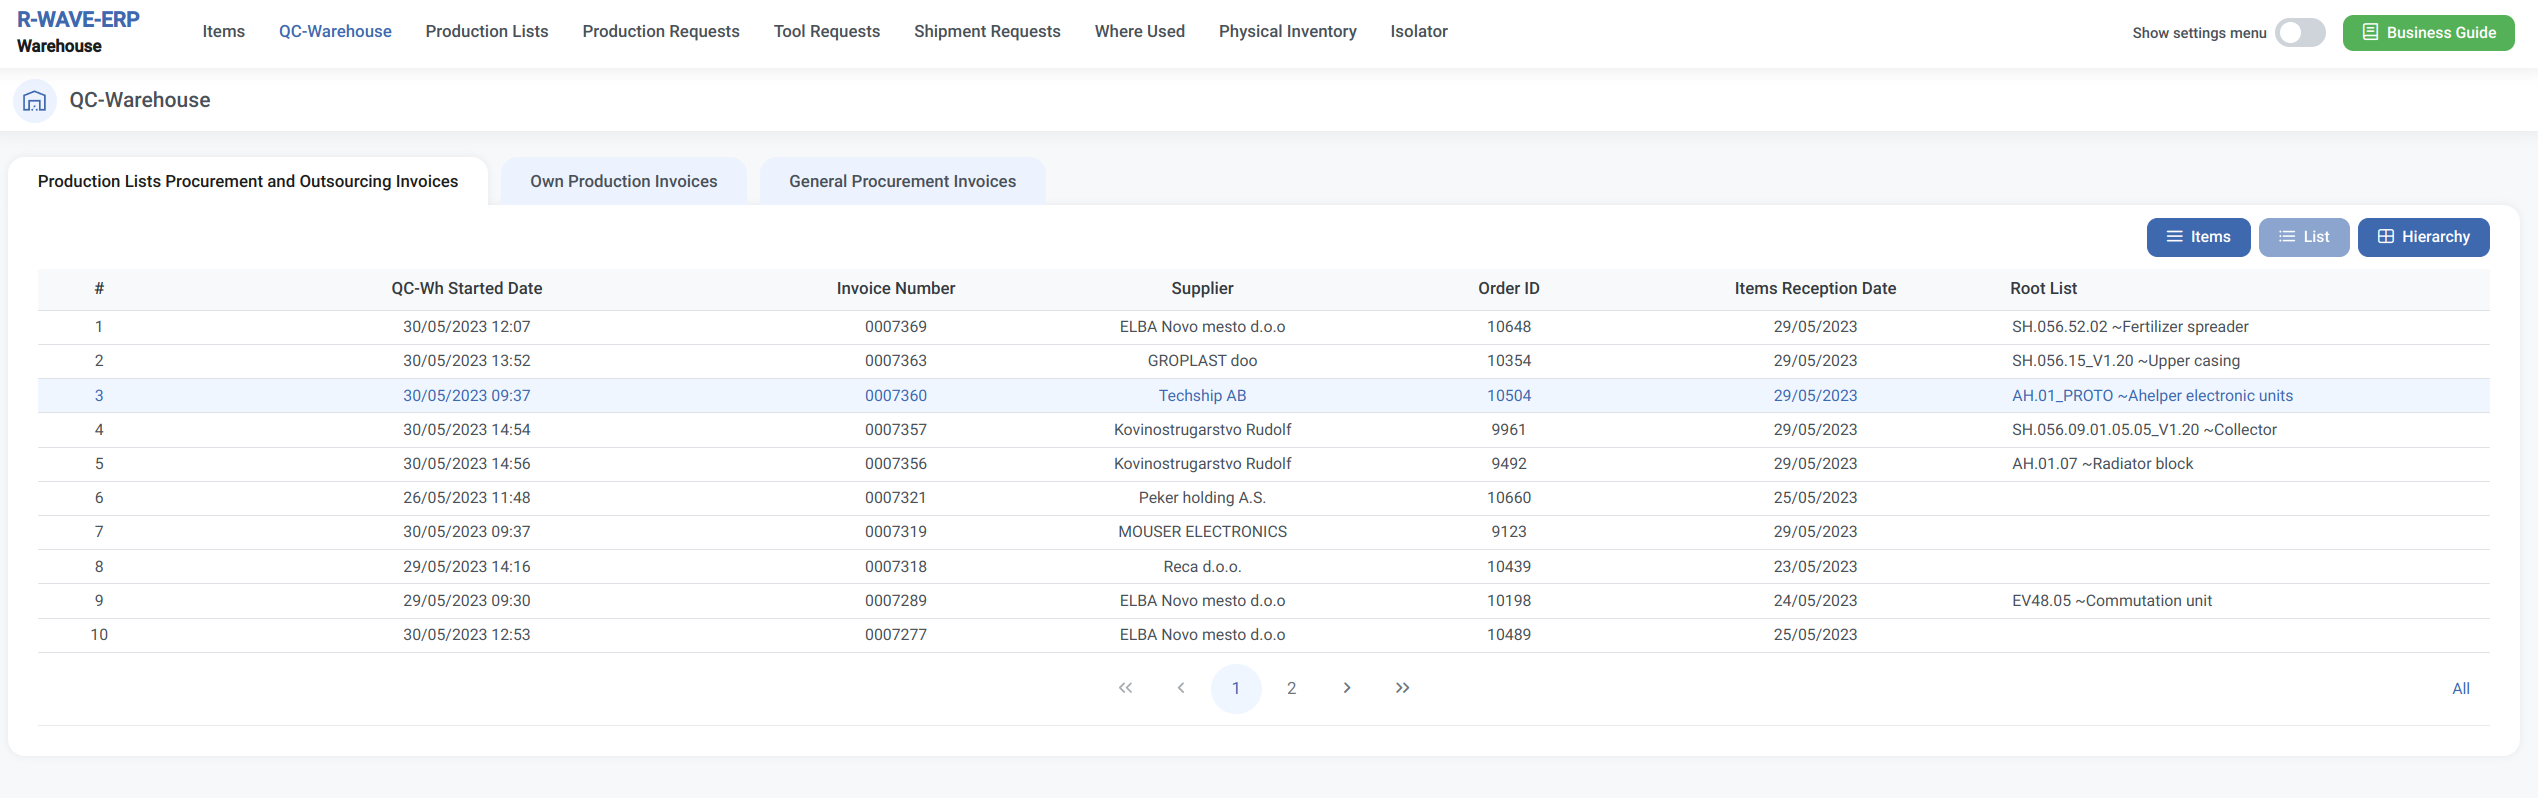 R-WAVE-ERP
Warehouse
Items QC-Warehouse Production Lists Production Requests Tool Requests Shipment Requests Where Used Physical Inventory Isolator
Show settings menu
Business Guide
QC-Warehouse
Production Lists Procurement and Outsourcing Invoices Own Production Invoices General Procurement Invoices
Items List Hierarchy
# QC-Wh Started Date Invoice Number Supplier Order ID Items Reception Date Root List
1 30/05/2023 12:07 0007369 ELBA Novo mesto d.o.o 10648 29/05/2023 SH.056.52.02 ~Fertilizer spreader
2 30/05/2023 13:52 0007363 GROPLAST doo 10354 29/05/2023 SH.056.15_V1.20 ~Upper casing
3 30/05/2023 09:37 0007360 Techship AB 10504 29/05/2023 AH.01_PROTO ~Ahelper electronic units
4 30/05/2023 14:54 0007357 Kovinostrugarstvo Rudolf 9961 29/05/2023 SH.056.09.01.05.05_V1.20 ~Collector
5 30/05/2023 14:56 0007356 Kovinostrugarstvo Rudolf 9492 29/05/2023 AH.01.07 ~Radiator block
6 26/05/2023 11:48 0007321 Peker holding A.S. 10660 25/05/2023
7 30/05/2023 09:37 0007319 MOUSER ELECTRONICS 9123 29/05/2023
8 29/05/2023 14:16 0007318 Reca d.o.o. 10439 23/05/2023
9 29/05/2023 09:30 0007289 ELBA Novo mesto d.o.o 10198 24/05/2023 EV48.05 ~Commutation unit
10 30/05/2023 12:53 0007277 ELBA Novo mesto d.o.o 10489 25/05/2023
« ‹ 1 2 › » All